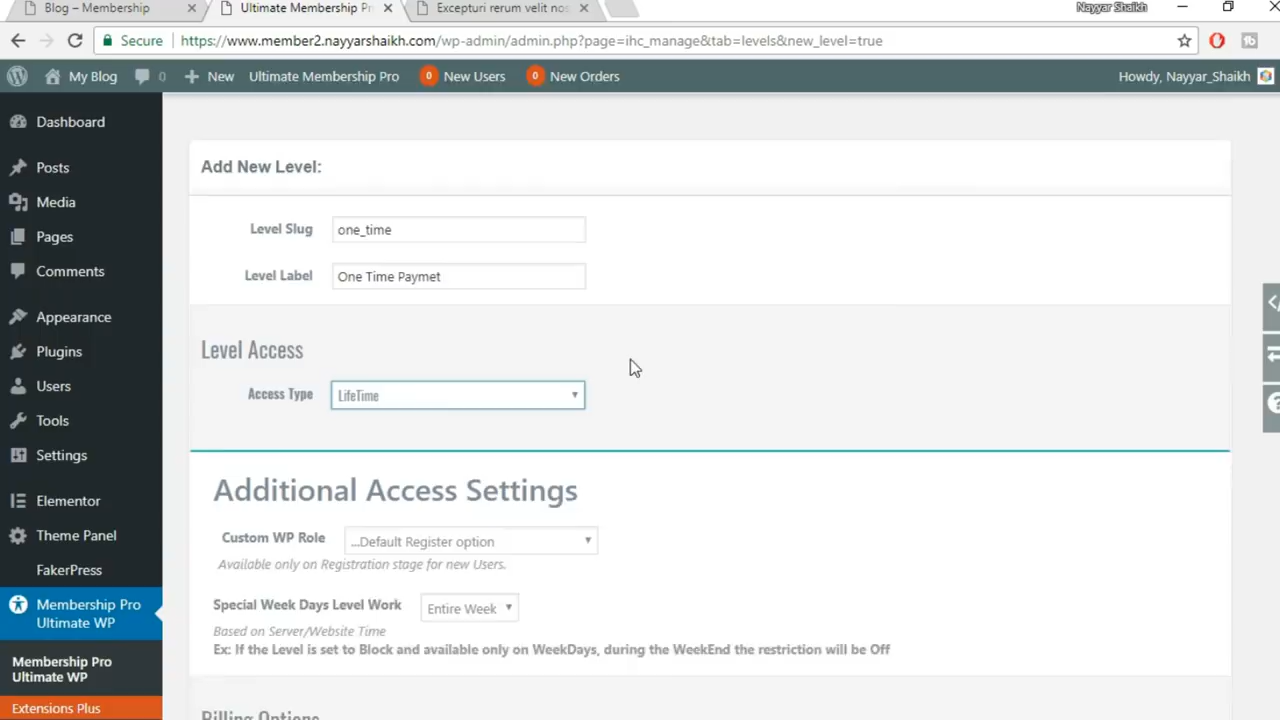 Blog – Membership
Ultimate Membership P
Excepturi rerum velit nos
Nayyar Shaikh
Secure
https://www.member2.nayyarshaikh.com/wp-admin/admin.php?page=ihc_manage&tab=levels&new_level=true
My Blog
0
New
Ultimate Membership Pro
0 New Users
0 New Orders
Howdy, Nayyar_Shaikh
Dashboard
Posts
Media
Pages
Comments
Appearance
Plugins
Users
Tools
Settings
Elementor
Theme Panel
FakerPress
Membership Pro
Ultimate WP
Membership Pro
Ultimate WP
Extensions Plus
Add New Level:
Level Slug
one_time
Level Label
One Time Paymet
Level Access
Access Type
LifeTime
Additional Access Settings
Custom WP Role
...Default Register option
Available only on Registration stage for new Users.
Special Week Days Level Work
Entire Week
Based on Server/Website Time
Ex: If the Level is set to Block and available only on WeekDays, during the WeekEnd the restriction will be Off
Billing Options